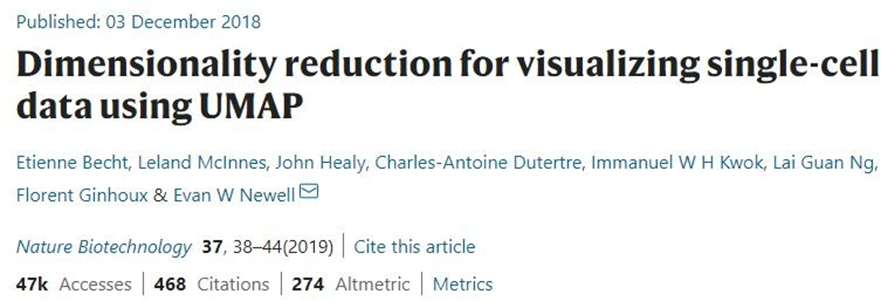 Published: 03 December 2018
Dimensionality reduction for visualizing single-cell
data using UMAP
Etienne Becht, Leland McInnes, John Healy, Charles-Antoine Dutertre, Immanuel W H Kwok, Lai Guan Ng,
Florent Ginhoux & Evan W Newell
Nature Biotechnology 37, 38–44(2019) | Cite this article
47k Accesses | 468 Citations | 274 Altmetric | Metrics